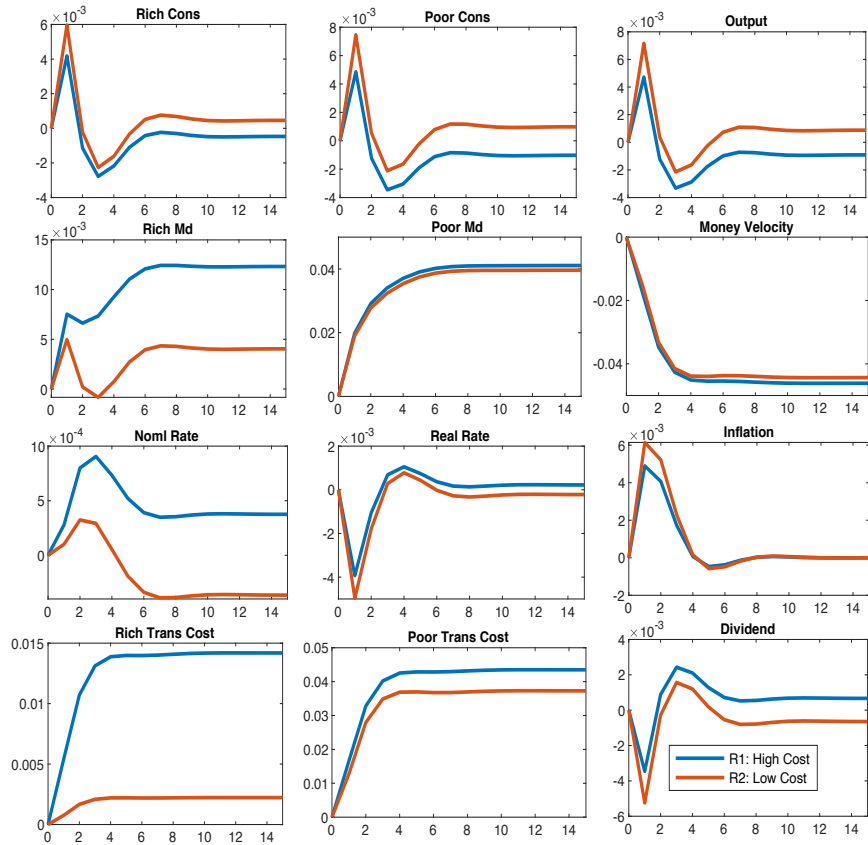 Rich Cons
×10⁻³
6
4
2
0
-2
-4
0 2 4 6 8 10 12 14
Poor Cons
×10⁻³
8
6
4
2
0
-2
-4
0 2 4 6 8 10 12 14
Output
×10⁻³
8
6
4
2
0
-2
-4
0 2 4 6 8 10 12 14
Rich Md
×10⁻³
15
10
5
0
0 2 4 6 8 10 12 14
Poor Md
0.04
0.02
0
0 2 4 6 8 10 12 14
Money Velocity
0
-0.02
-0.04
0 2 4 6 8 10 12 14
Noml Rate
×10⁻⁴
10
5
0
0 2 4 6 8 10 12 14
Real Rate
×10⁻³
2
0
-2
-4
0 2 4 6 8 10 12 14
Inflation
×10⁻³
6
4
2
0
-2
0 2 4 6 8 10 12 14
Rich Trans Cost
0.015
0.01
0.005
0
0 2 4 6 8 10 12 14
Poor Trans Cost
0.05
0.04
0.03
0.02
0.01
0.00
0 2 4 6 8 10 12 14
Dividend
×10⁻³
4
2
0
-2
-4
-6
0 2 4 6 8 10 12 14
R1: High Cost
R2: Low Cost